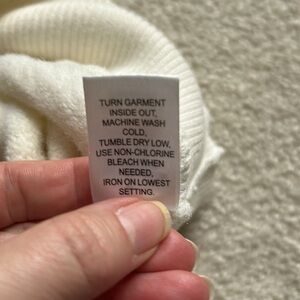 TURN GARMENT
INSIDE OUT,
MACHINE WASH
COLD,
TUMBLE DRY LOW,
USE NON-CHLORINE
BLEACH WHEN
NEEDED,
IRON ON LOWEST
SETTING.